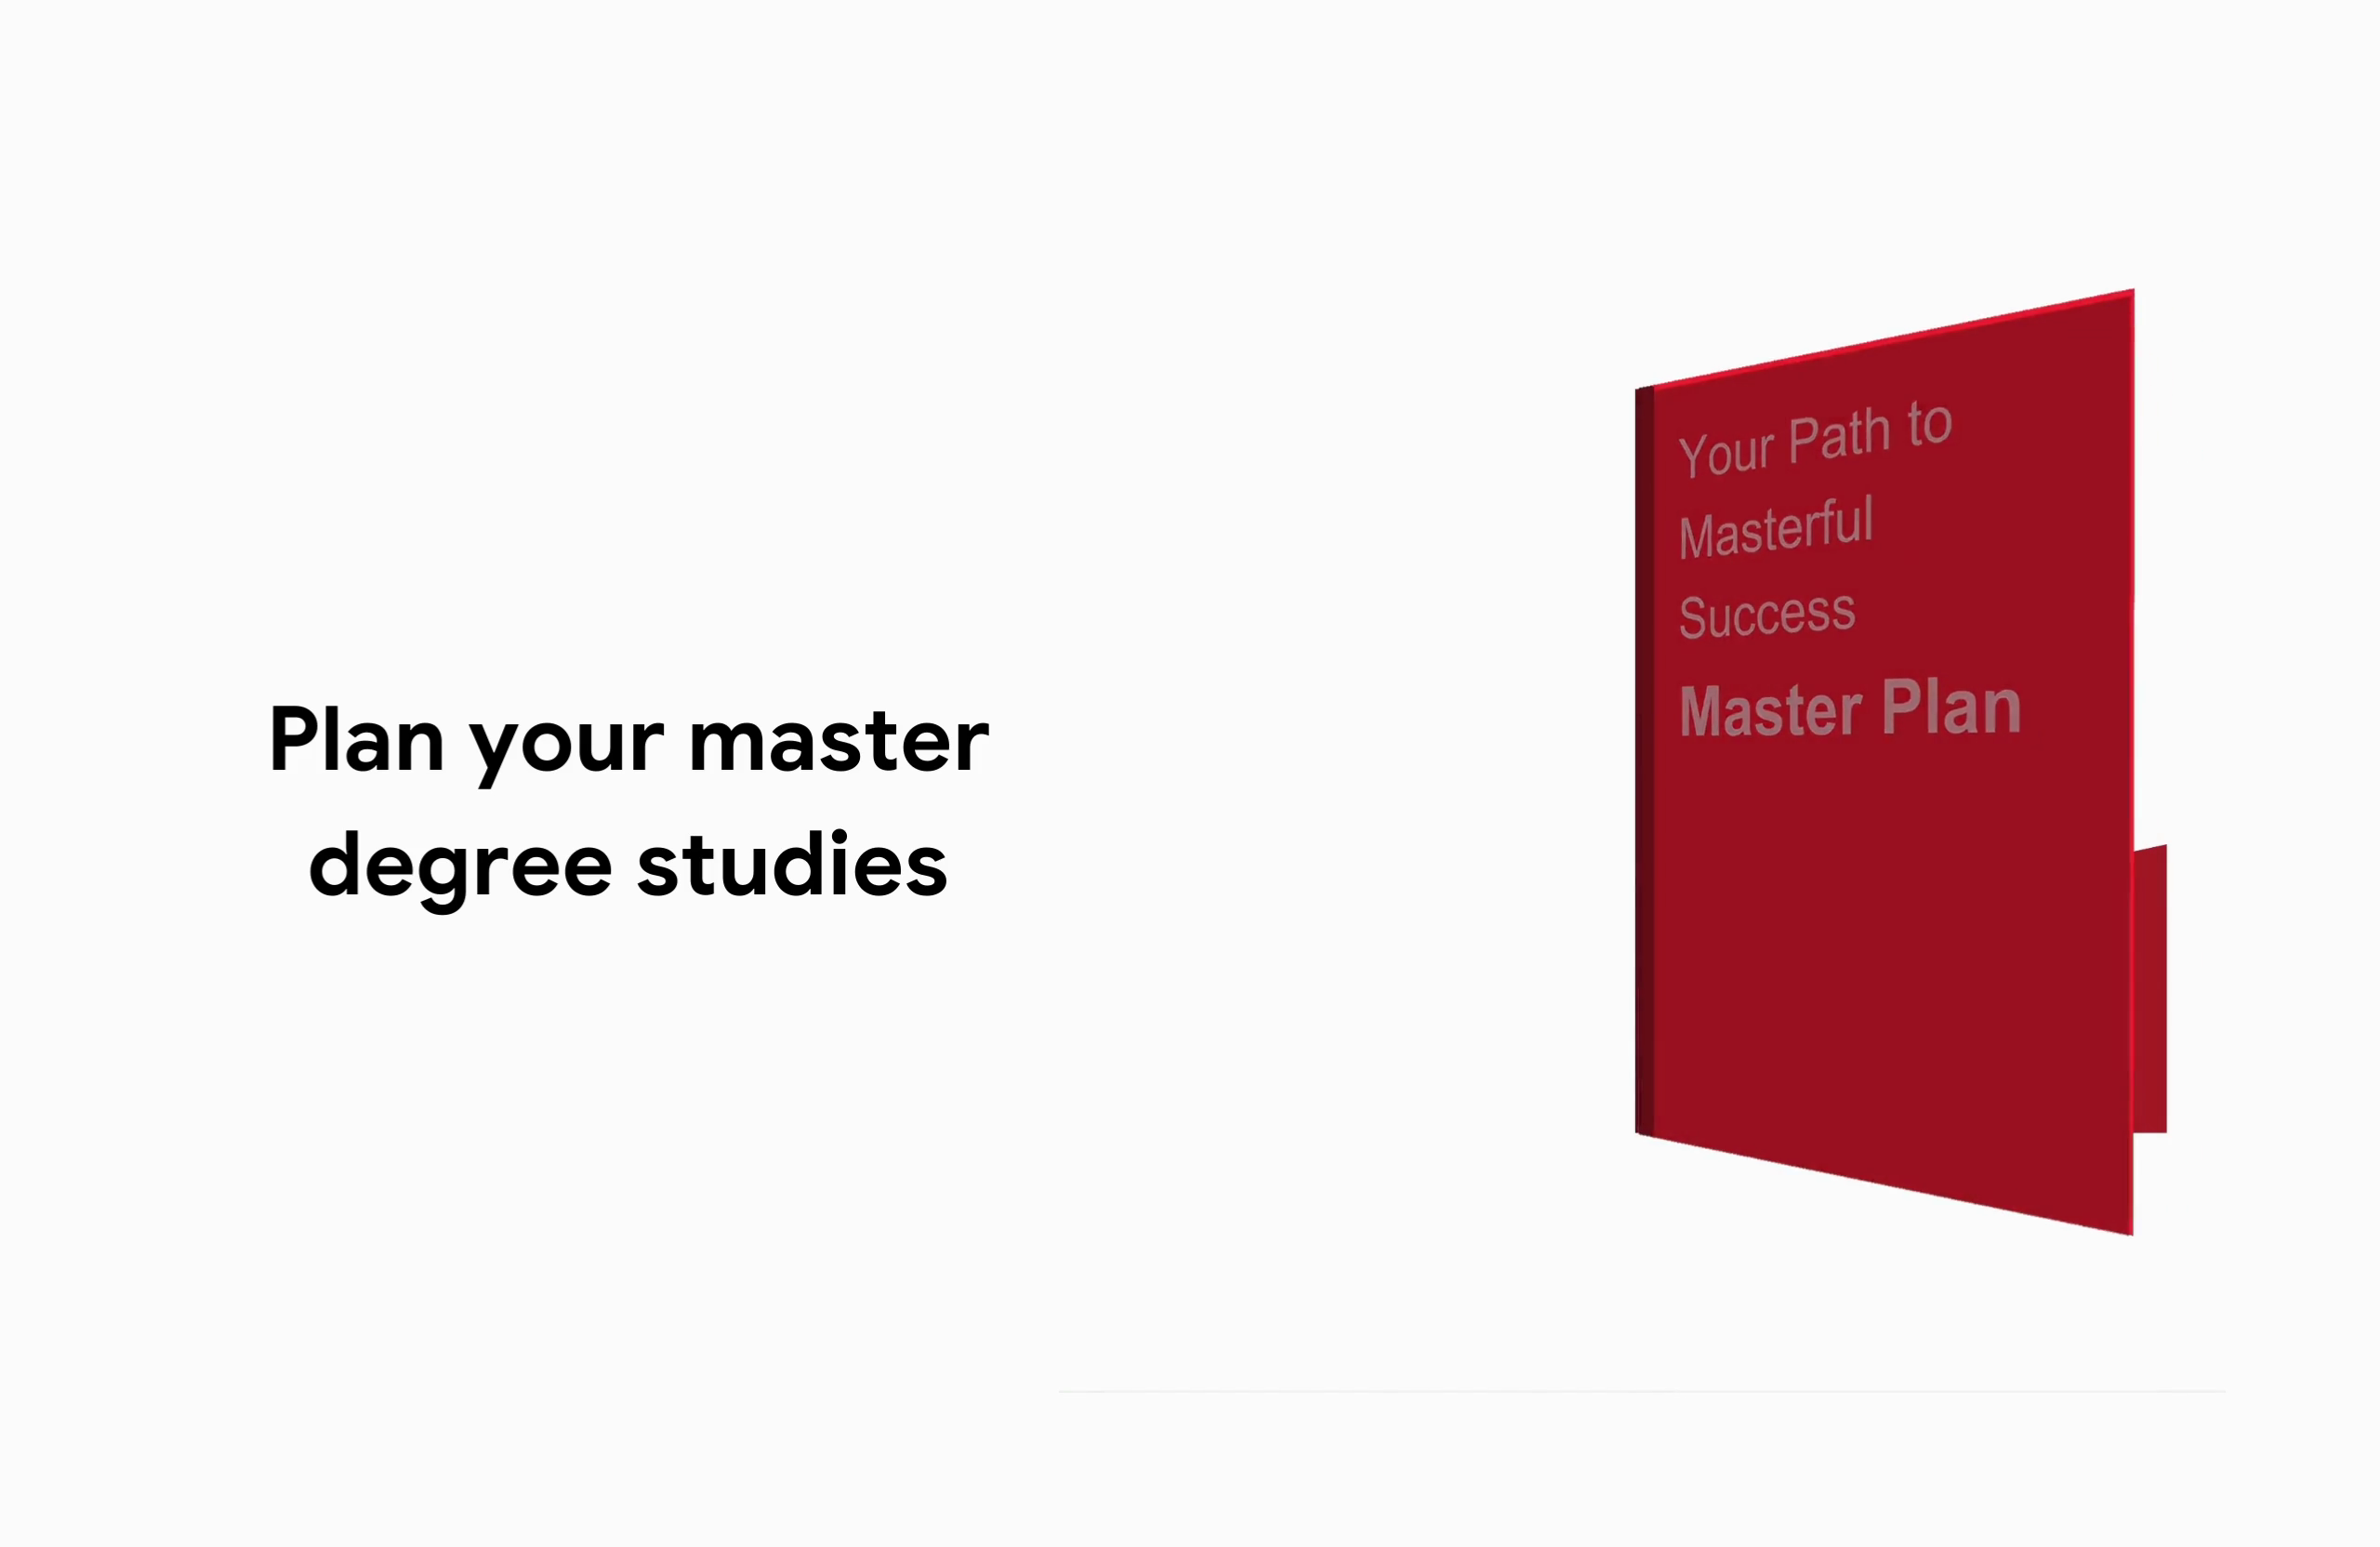 Plan your master
degree studies
Your Path to
Masterful
Success
Master Plan